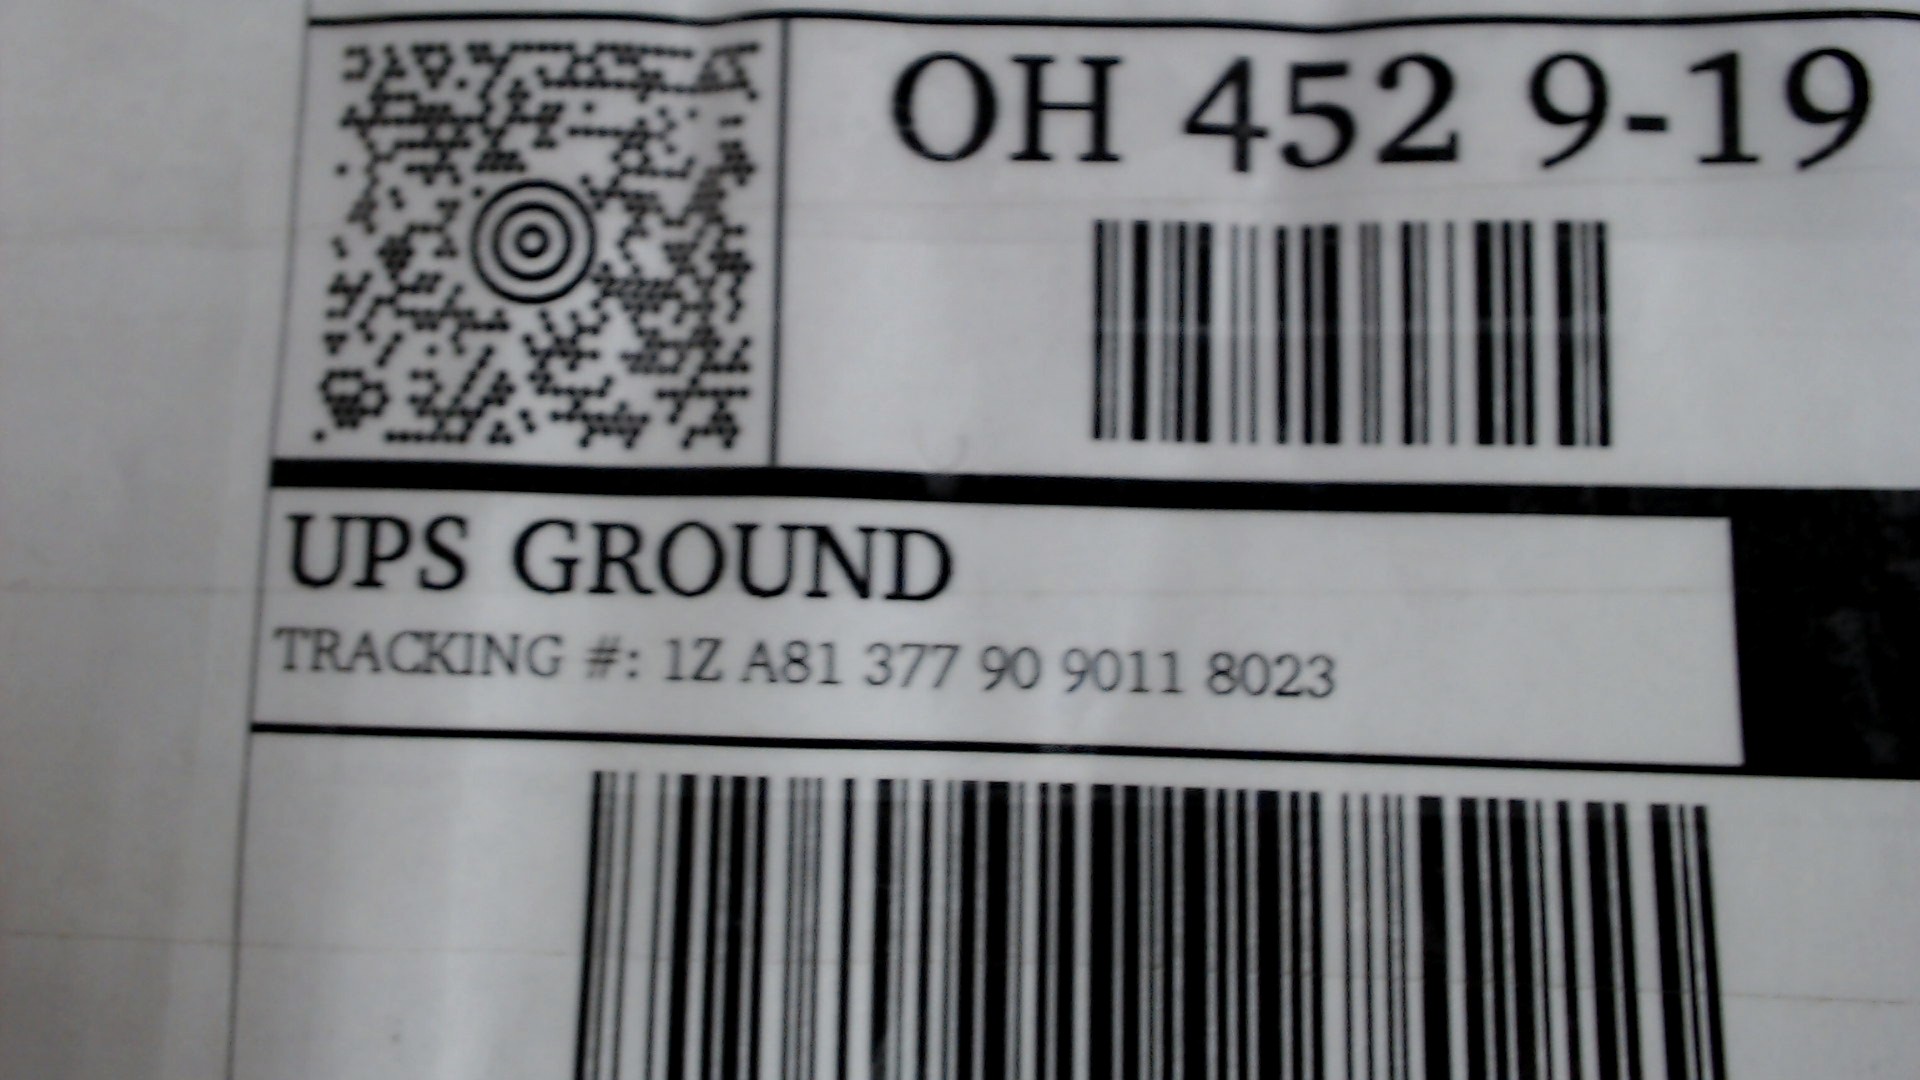 OH 452 9-19
UPS GROUND
TRACKING #: 1Z A81 377 90 9011 8023